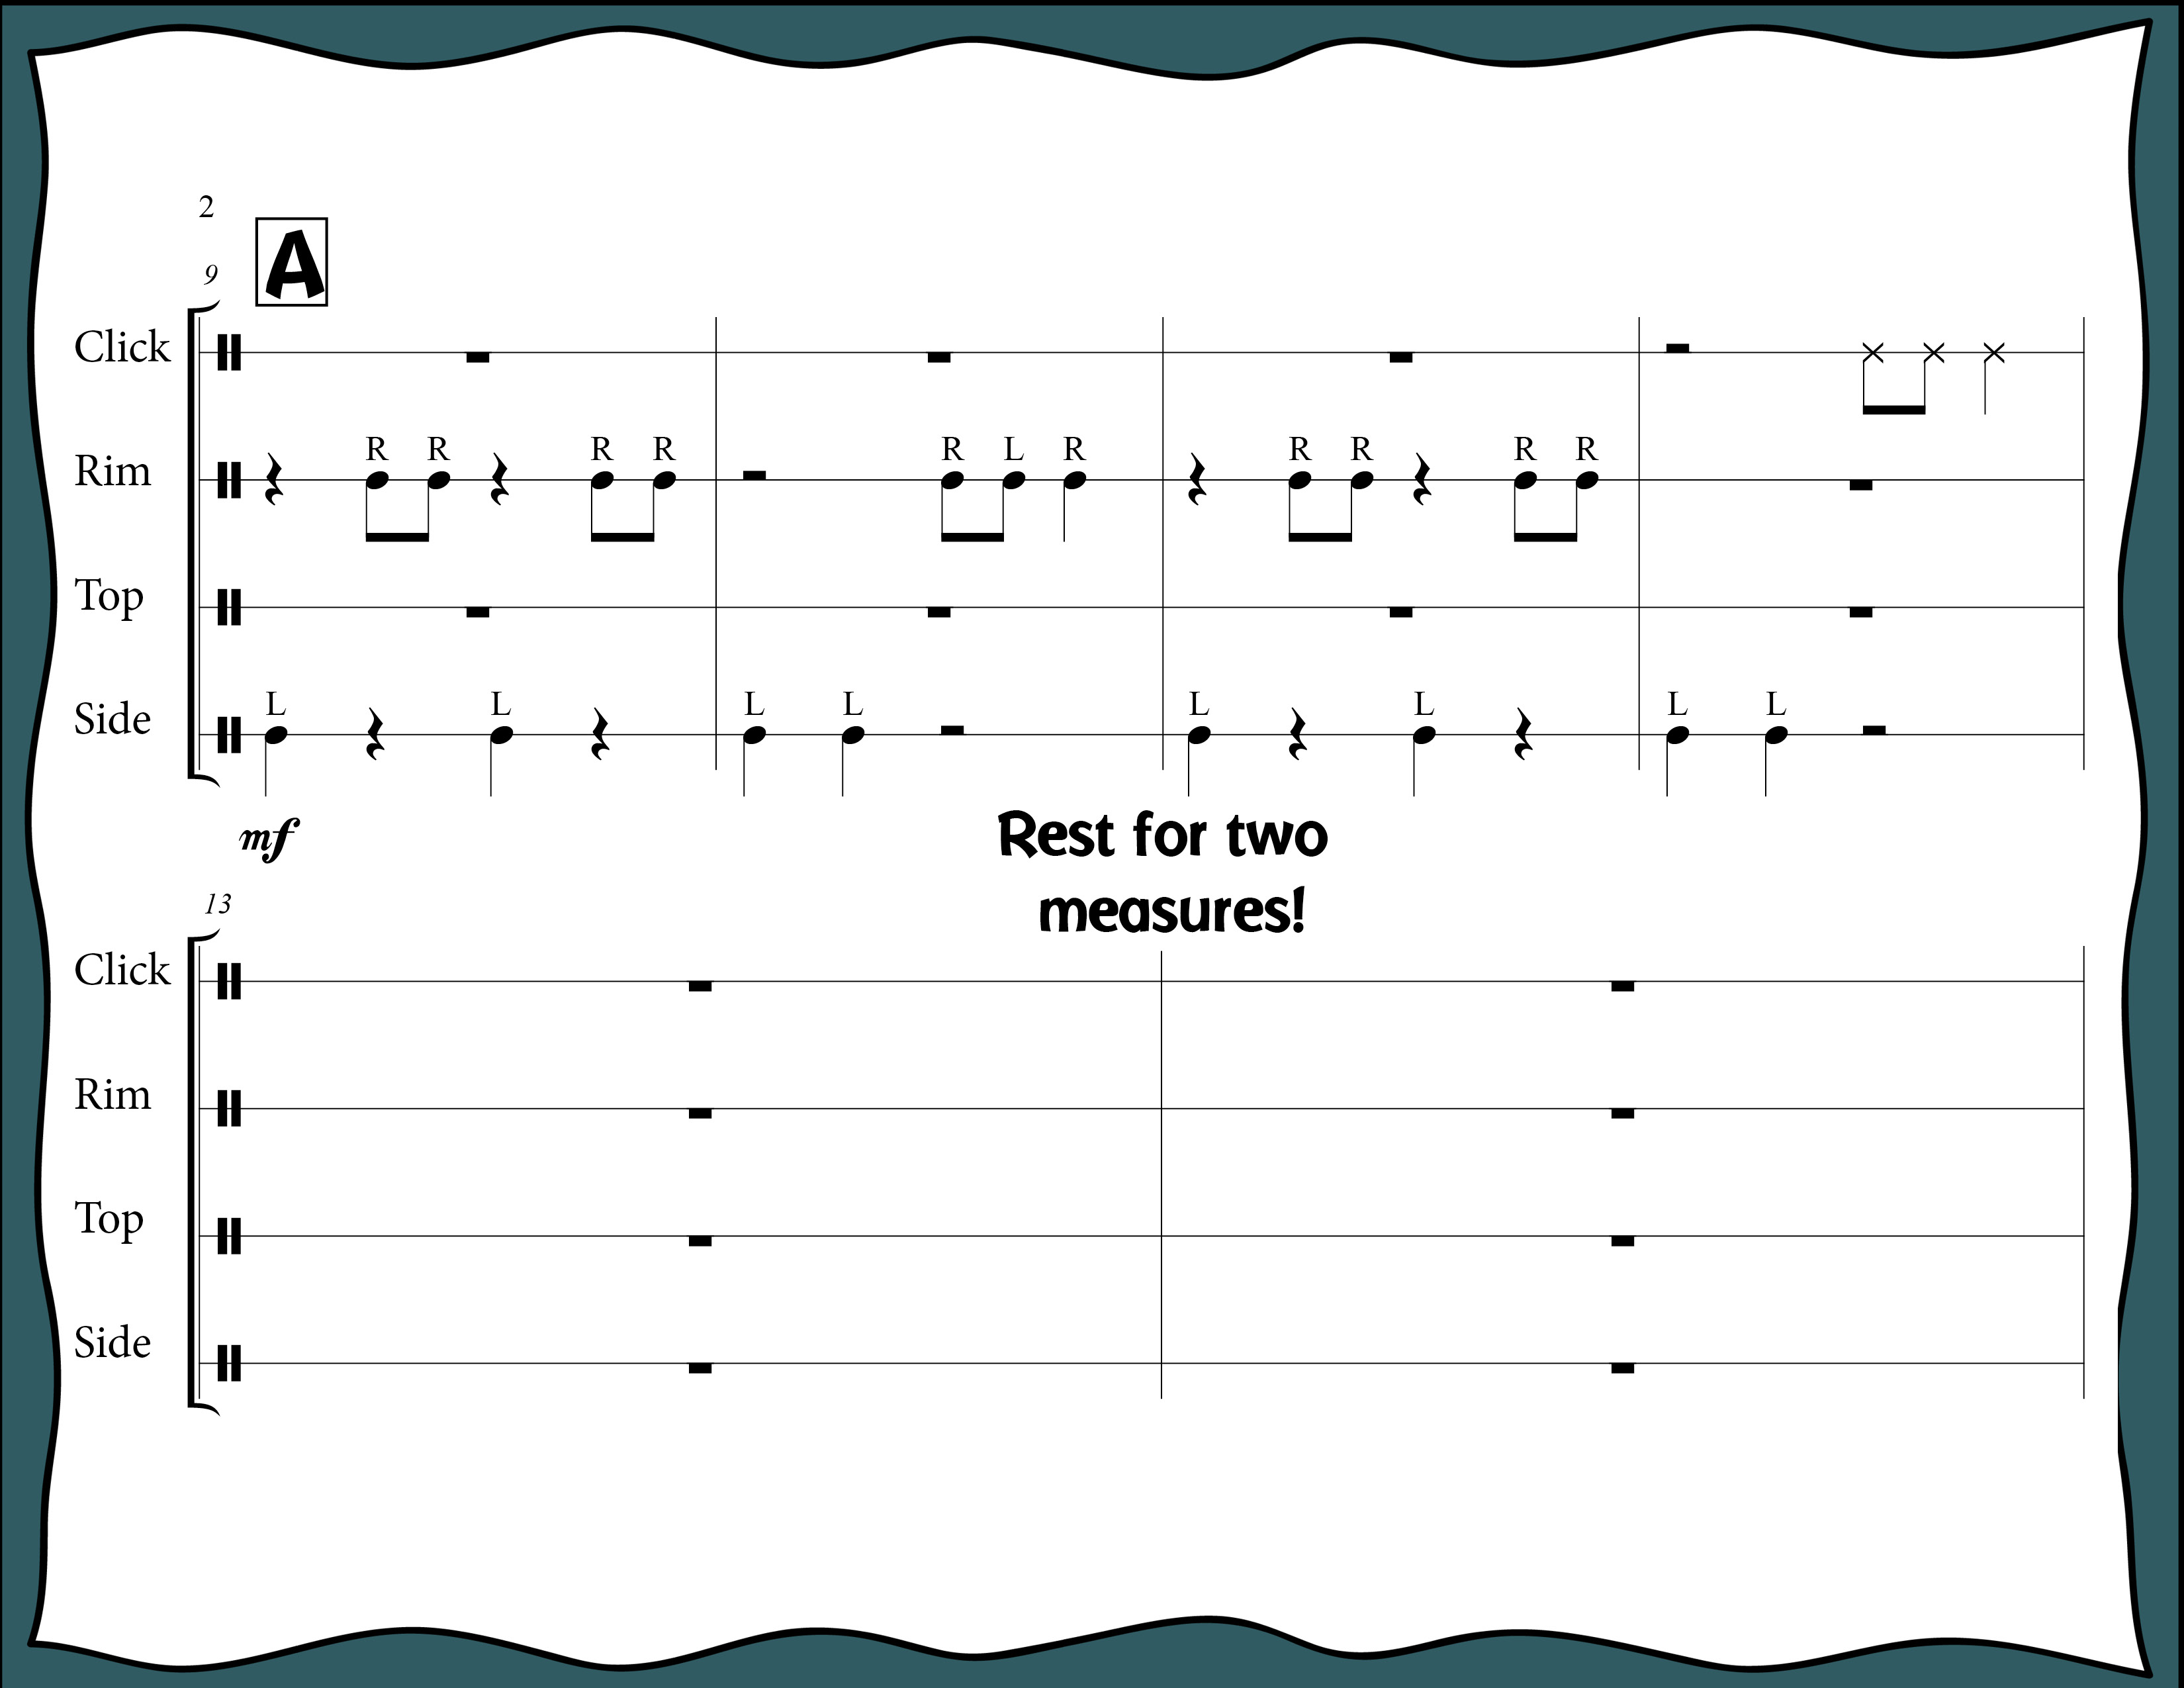 2
9
A
Click
R R R R R L R R R R R
Rim
Top
L L L L L L L L
Side
mf
Rest for two
measures!
13
Click
Rim
Top
Side